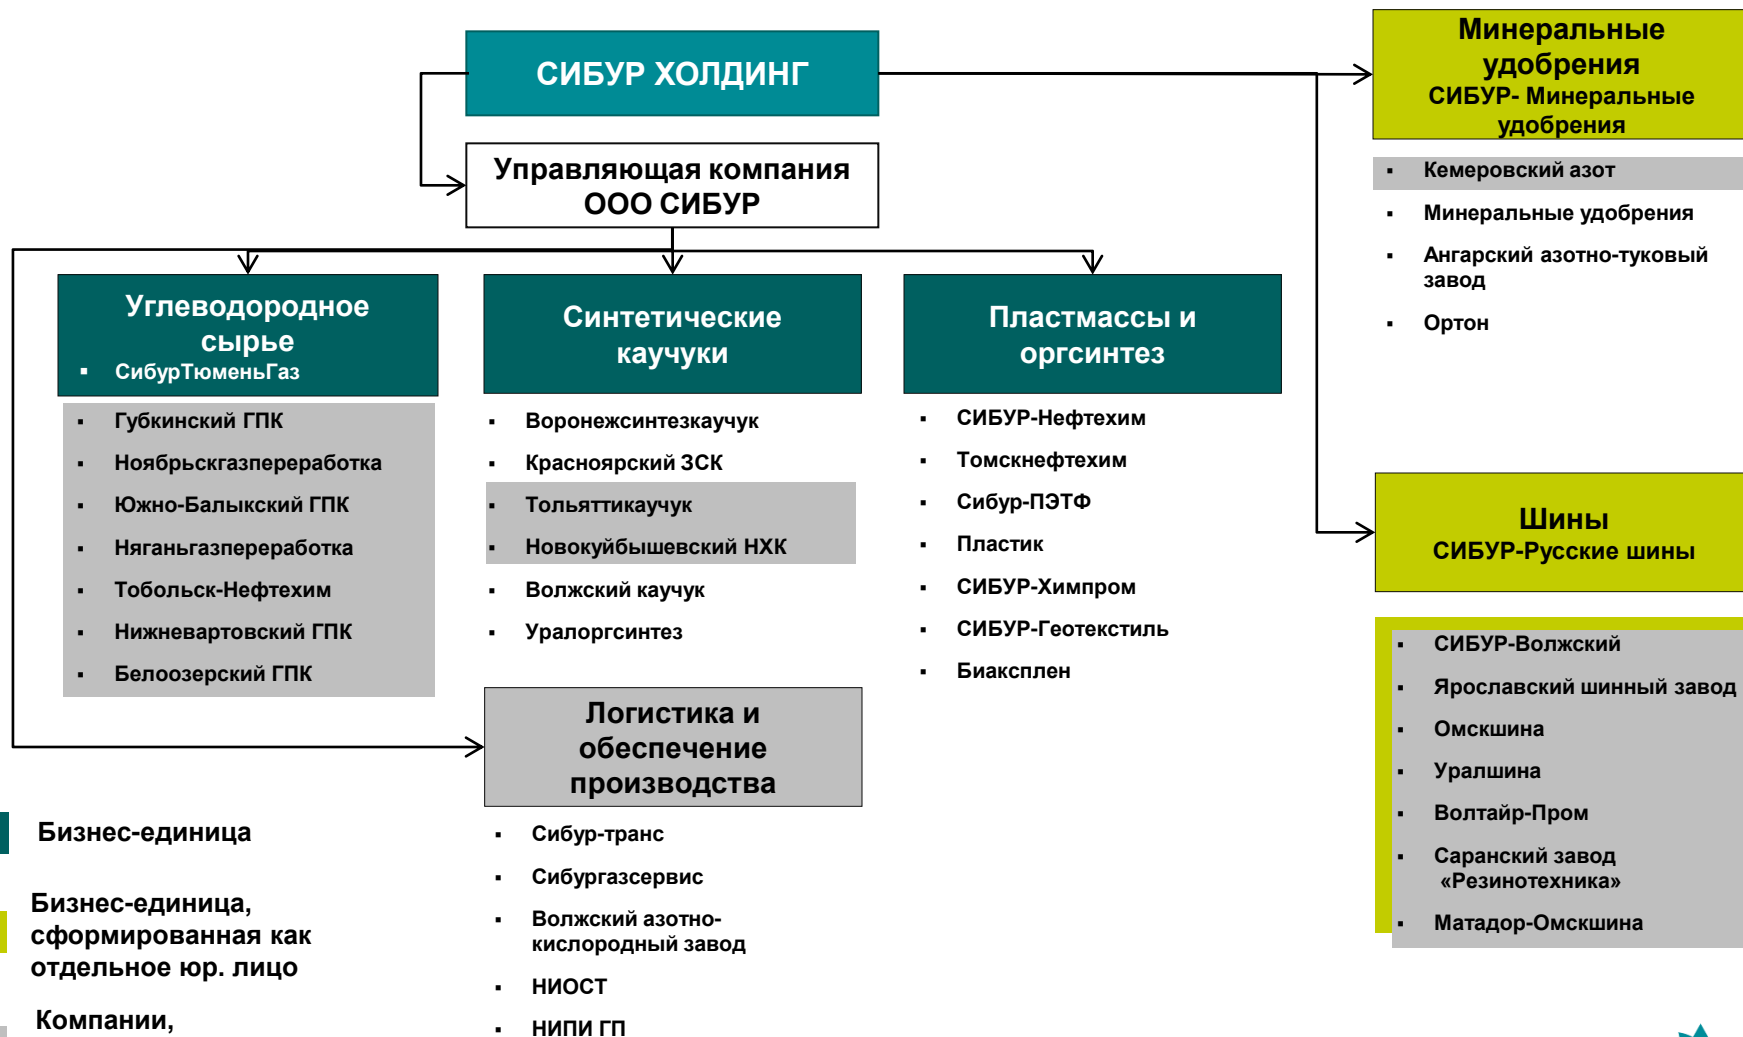 СИБУР ХОЛДИНГ
Управляющая компания
ООО СИБУР
Минеральные
удобрения
СИБУР- Минеральные
удобрения
▪ Кемеровский азот
▪ Минеральные удобрения
▪ Ангарский азотно-туковый
завод
▪ Ортон
Углеводородное
сырье
▪ СибурТюменьГаз
▪ Губкинский ГПК
▪ Ноябрьскгазпереработка
▪ Южно-Балыкский ГПК
▪ Няганьгазпереработка
▪ Тобольск-Нефтехим
▪ Нижневартовский ГПК
▪ Белоозерский ГПК
Синтетические
каучуки
▪ Воронежсинтезкаучук
▪ Красноярский ЗСК
▪ Тольяттикаучук
▪ Новокуйбышевский НХК
▪ Волжский каучук
▪ Уралоргсинтез
Пластмассы и
оргсинтез
▪ СИБУР-Нефтехим
▪ Томскнефтехим
▪ Сибур-ПЭТФ
▪ Пластик
▪ СИБУР-Химпром
▪ СИБУР-Геотекстиль
▪ Биаксплен
Шины
СИБУР-Русские шины
▪ СИБУР-Волжский
▪ Ярославский шинный завод
▪ Омскшина
▪ Уралшина
▪ Волтайр-Пром
▪ Саранский завод
«Резинотехника»
▪ Матадор-Омскшина
Логистика и
обеспечение
производства
▪ Сибур-транс
▪ Сибургазсервис
▪ Волжский азотно-
кислородный завод
▪ НИОСТ
▪ НИПИ ГП
Бизнес-единица
Бизнес-единица,
сформированная как
отдельное юр. лицо
Компании,